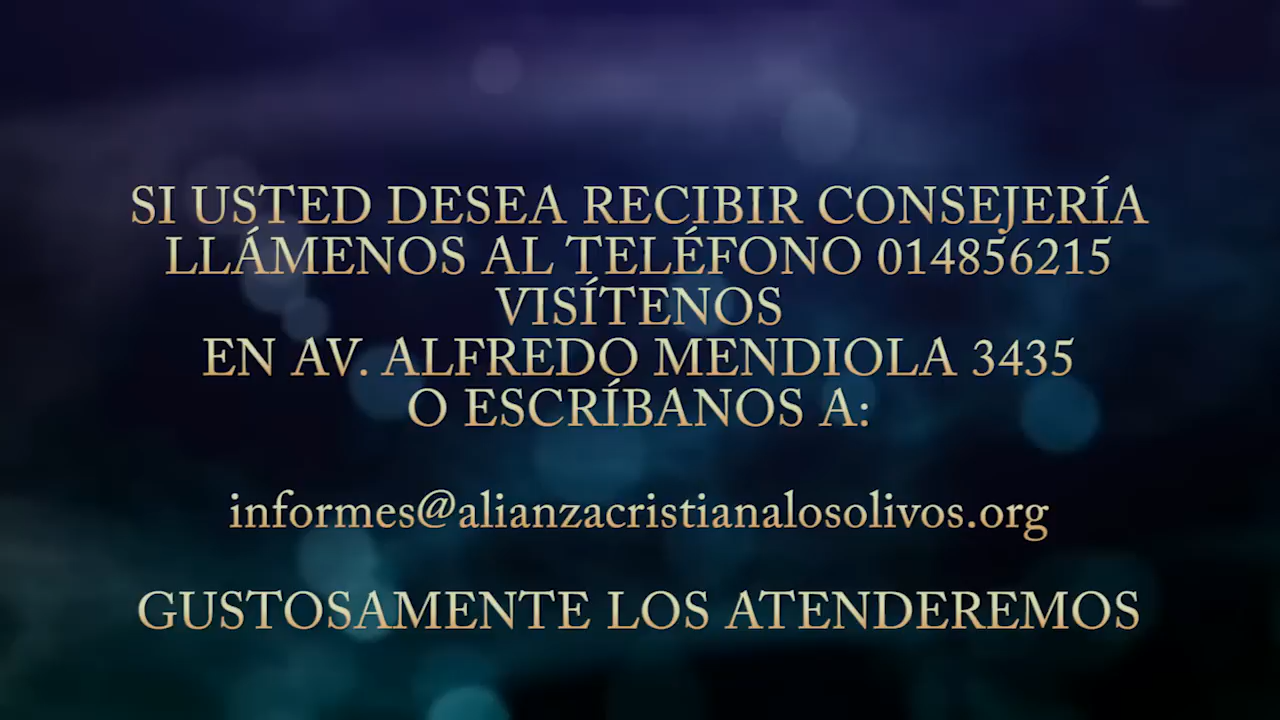 SI USTED DESEA RECIBIR CONSEJERÍA
LLÁMENOS AL TELÉFONO 014856215
VISÍTENOS
EN AV. ALFREDO MENDIOLA 3435
O ESCRÍBANOS A:
informes@alianzacristianalosolivos.org
GUSTOSAMENTE LOS ATENDEREMOS